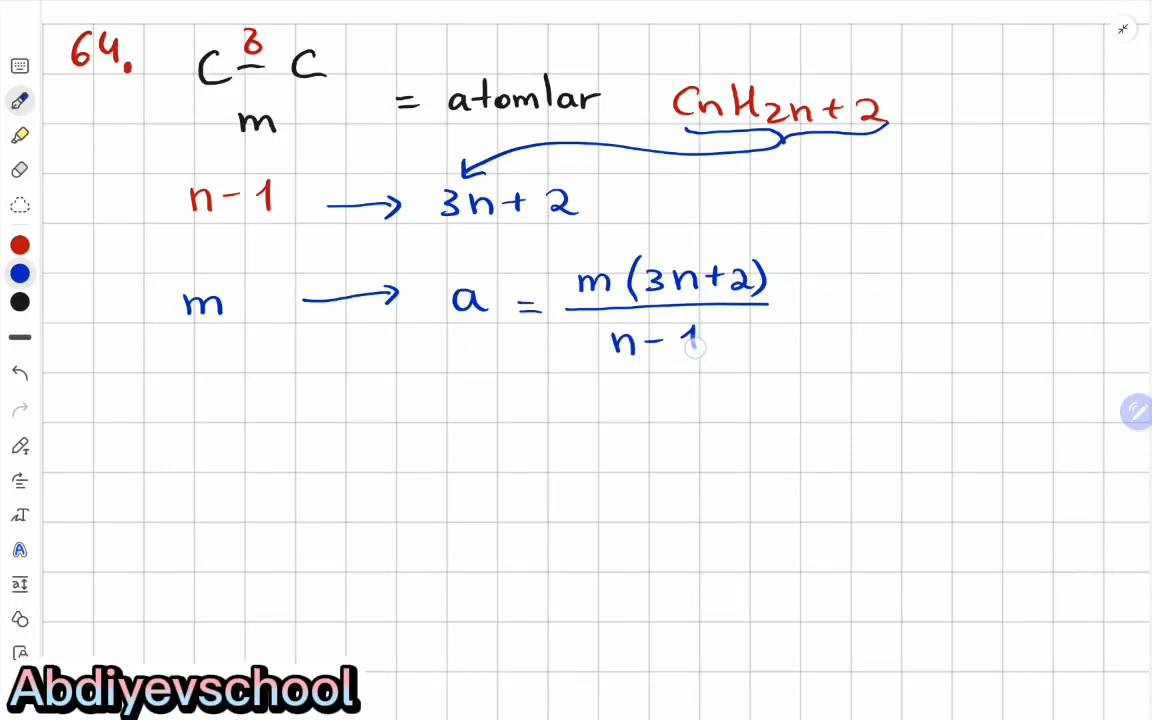 64. C б C
m
= atomlar
CnH2n+2
n-1 → 3n+2
m → a = m(3n+2)
n-1
Abdiyevschool